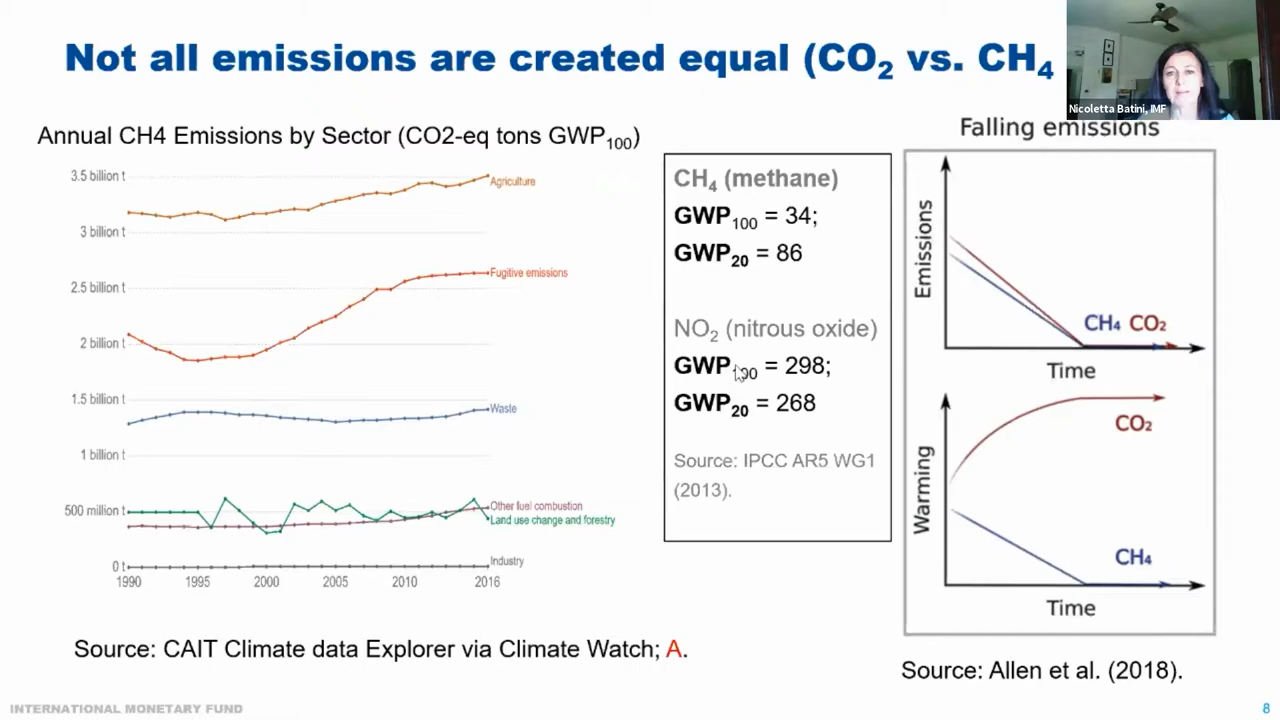 Not all emissions are created equal (CO2 vs. CH4
Nicoletta Batini, IMF
Annual CH4 Emissions by Sector (CO2-eq tons GWP100)
3.5 billion t
3 billion t
2.5 billion t
2 billion t
1.5 billion t
1 billion t
500 million t
0 t
1990 1995 2000 2005 2010 2016
Agriculture
Fugitive emissions
Waste
Other fuel combustion
Land use change and forestry
Industry
Source: CAIT Climate data Explorer via Climate Watch; A.
CH4 (methane)
GWP100 = 34;
GWP20 = 86
NO2 (nitrous oxide)
GWP100 = 298;
GWP20 = 268
Source: IPCC AR5 WG1
(2013).
Falling emissions
Emissions
CH4 CO2
Time
Warming
CO2
CH4
Time
Source: Allen et al. (2018).
INTERNATIONAL MONETARY FUND
8